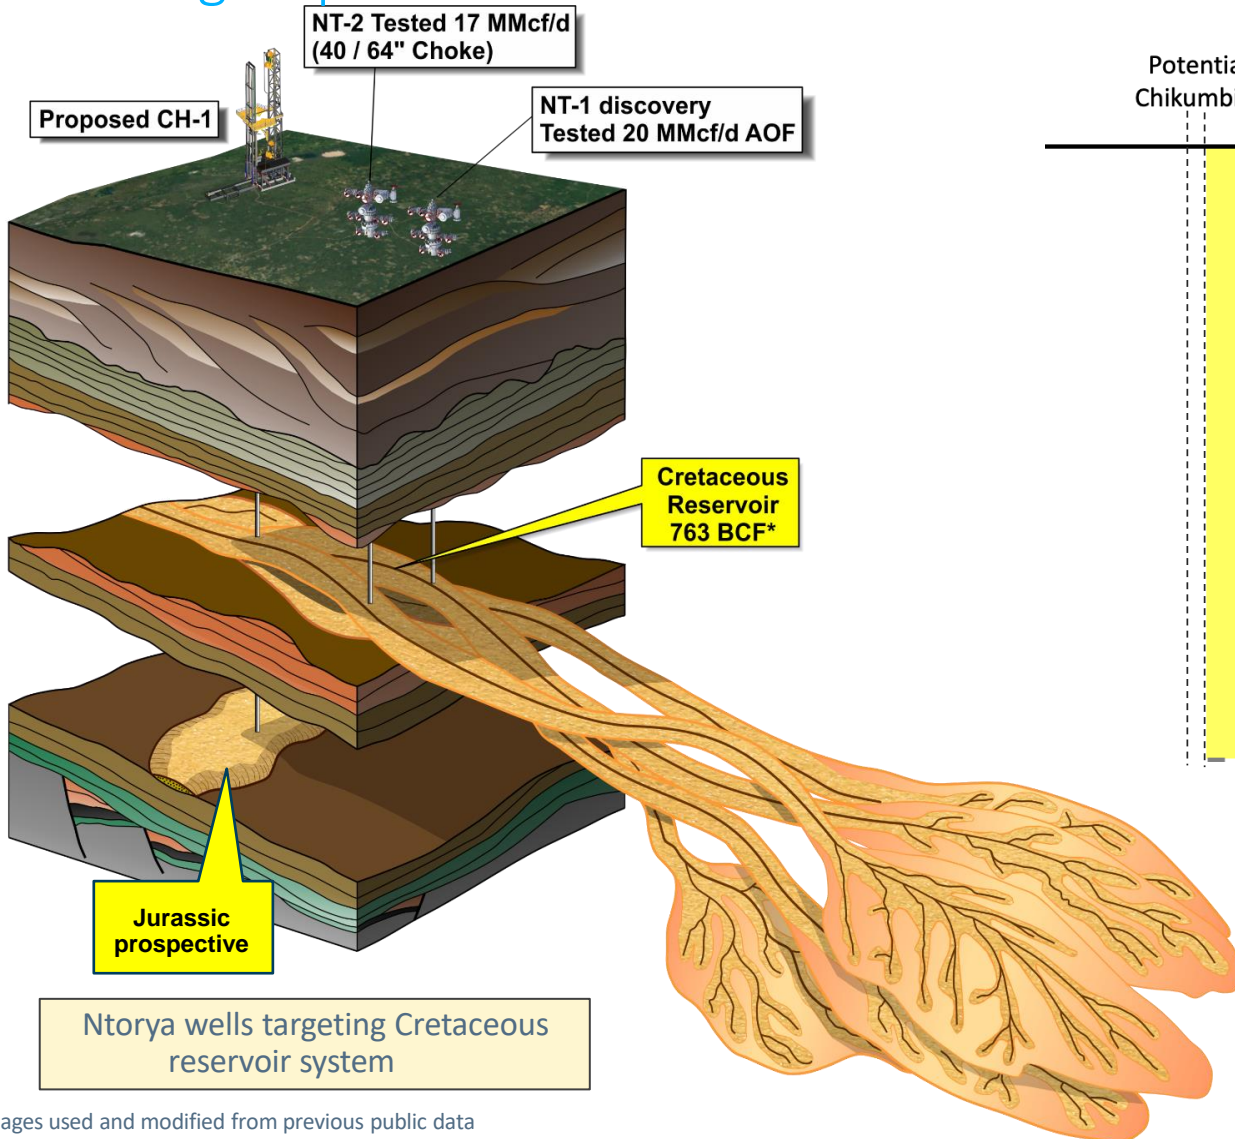 NT-2 Tested 17 MMcf/d
(40 / 64" Choke)
Proposed CH-1
NT-1 discovery
Tested 20 MMcf/d AOF
Cretaceous
Reservoir
763 BCF*
Jurassic
prospective
Ntorya wells targeting Cretaceous
reservoir system
ages used and modified from previous public data
Potentia
Chikumbi